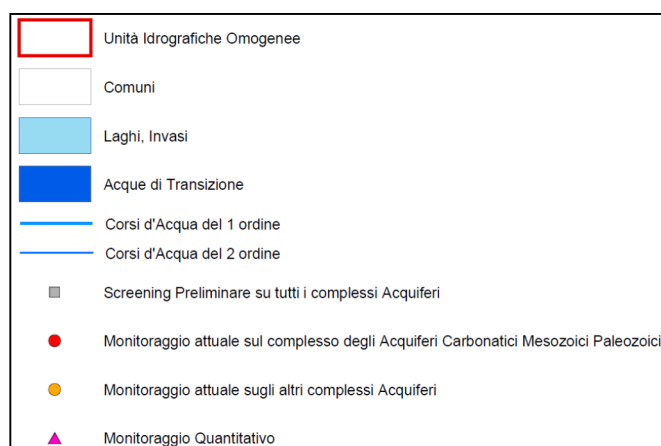 Unità Idrografiche Omogenee
Comuni
Laghi, Invasi
Acque di Transizione
Corsi d'Acqua del 1 ordine
Corsi d'Acqua del 2 ordine
Screening Preliminare su tutti i complessi Acquiferi
Monitoraggio attuale sul complesso degli Acquiferi Carbonatici Mesozoici Paleozoici
Monitoraggio attuale sugli altri complessi Acquiferi
Monitoraggio Quantitativo